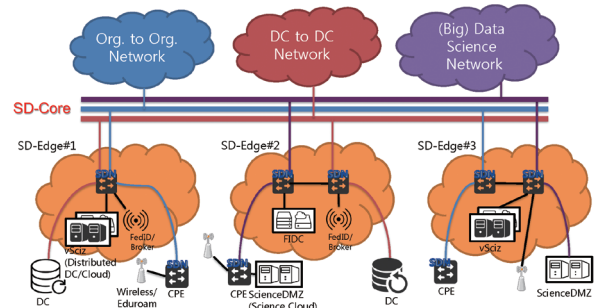 Org. to Org.
Network
DC to DC
Network
(Big) Data
Science
Network
SD-Core
SD-Edge#1
SD-Edge#2
SD-Edge#3
SDN
SDN
SDN
SDN
SDN
vSciz
(Distributed
DC/Cloud)
FedID/
Broker
FIDC
FedID/
Broker
vSciz
SDN
SDN
SDN
DC
Wireless/
Eduroam
CPE
CPE
ScienceDMZ
(Science Cloud)
DC
CPE
ScienceDMZ